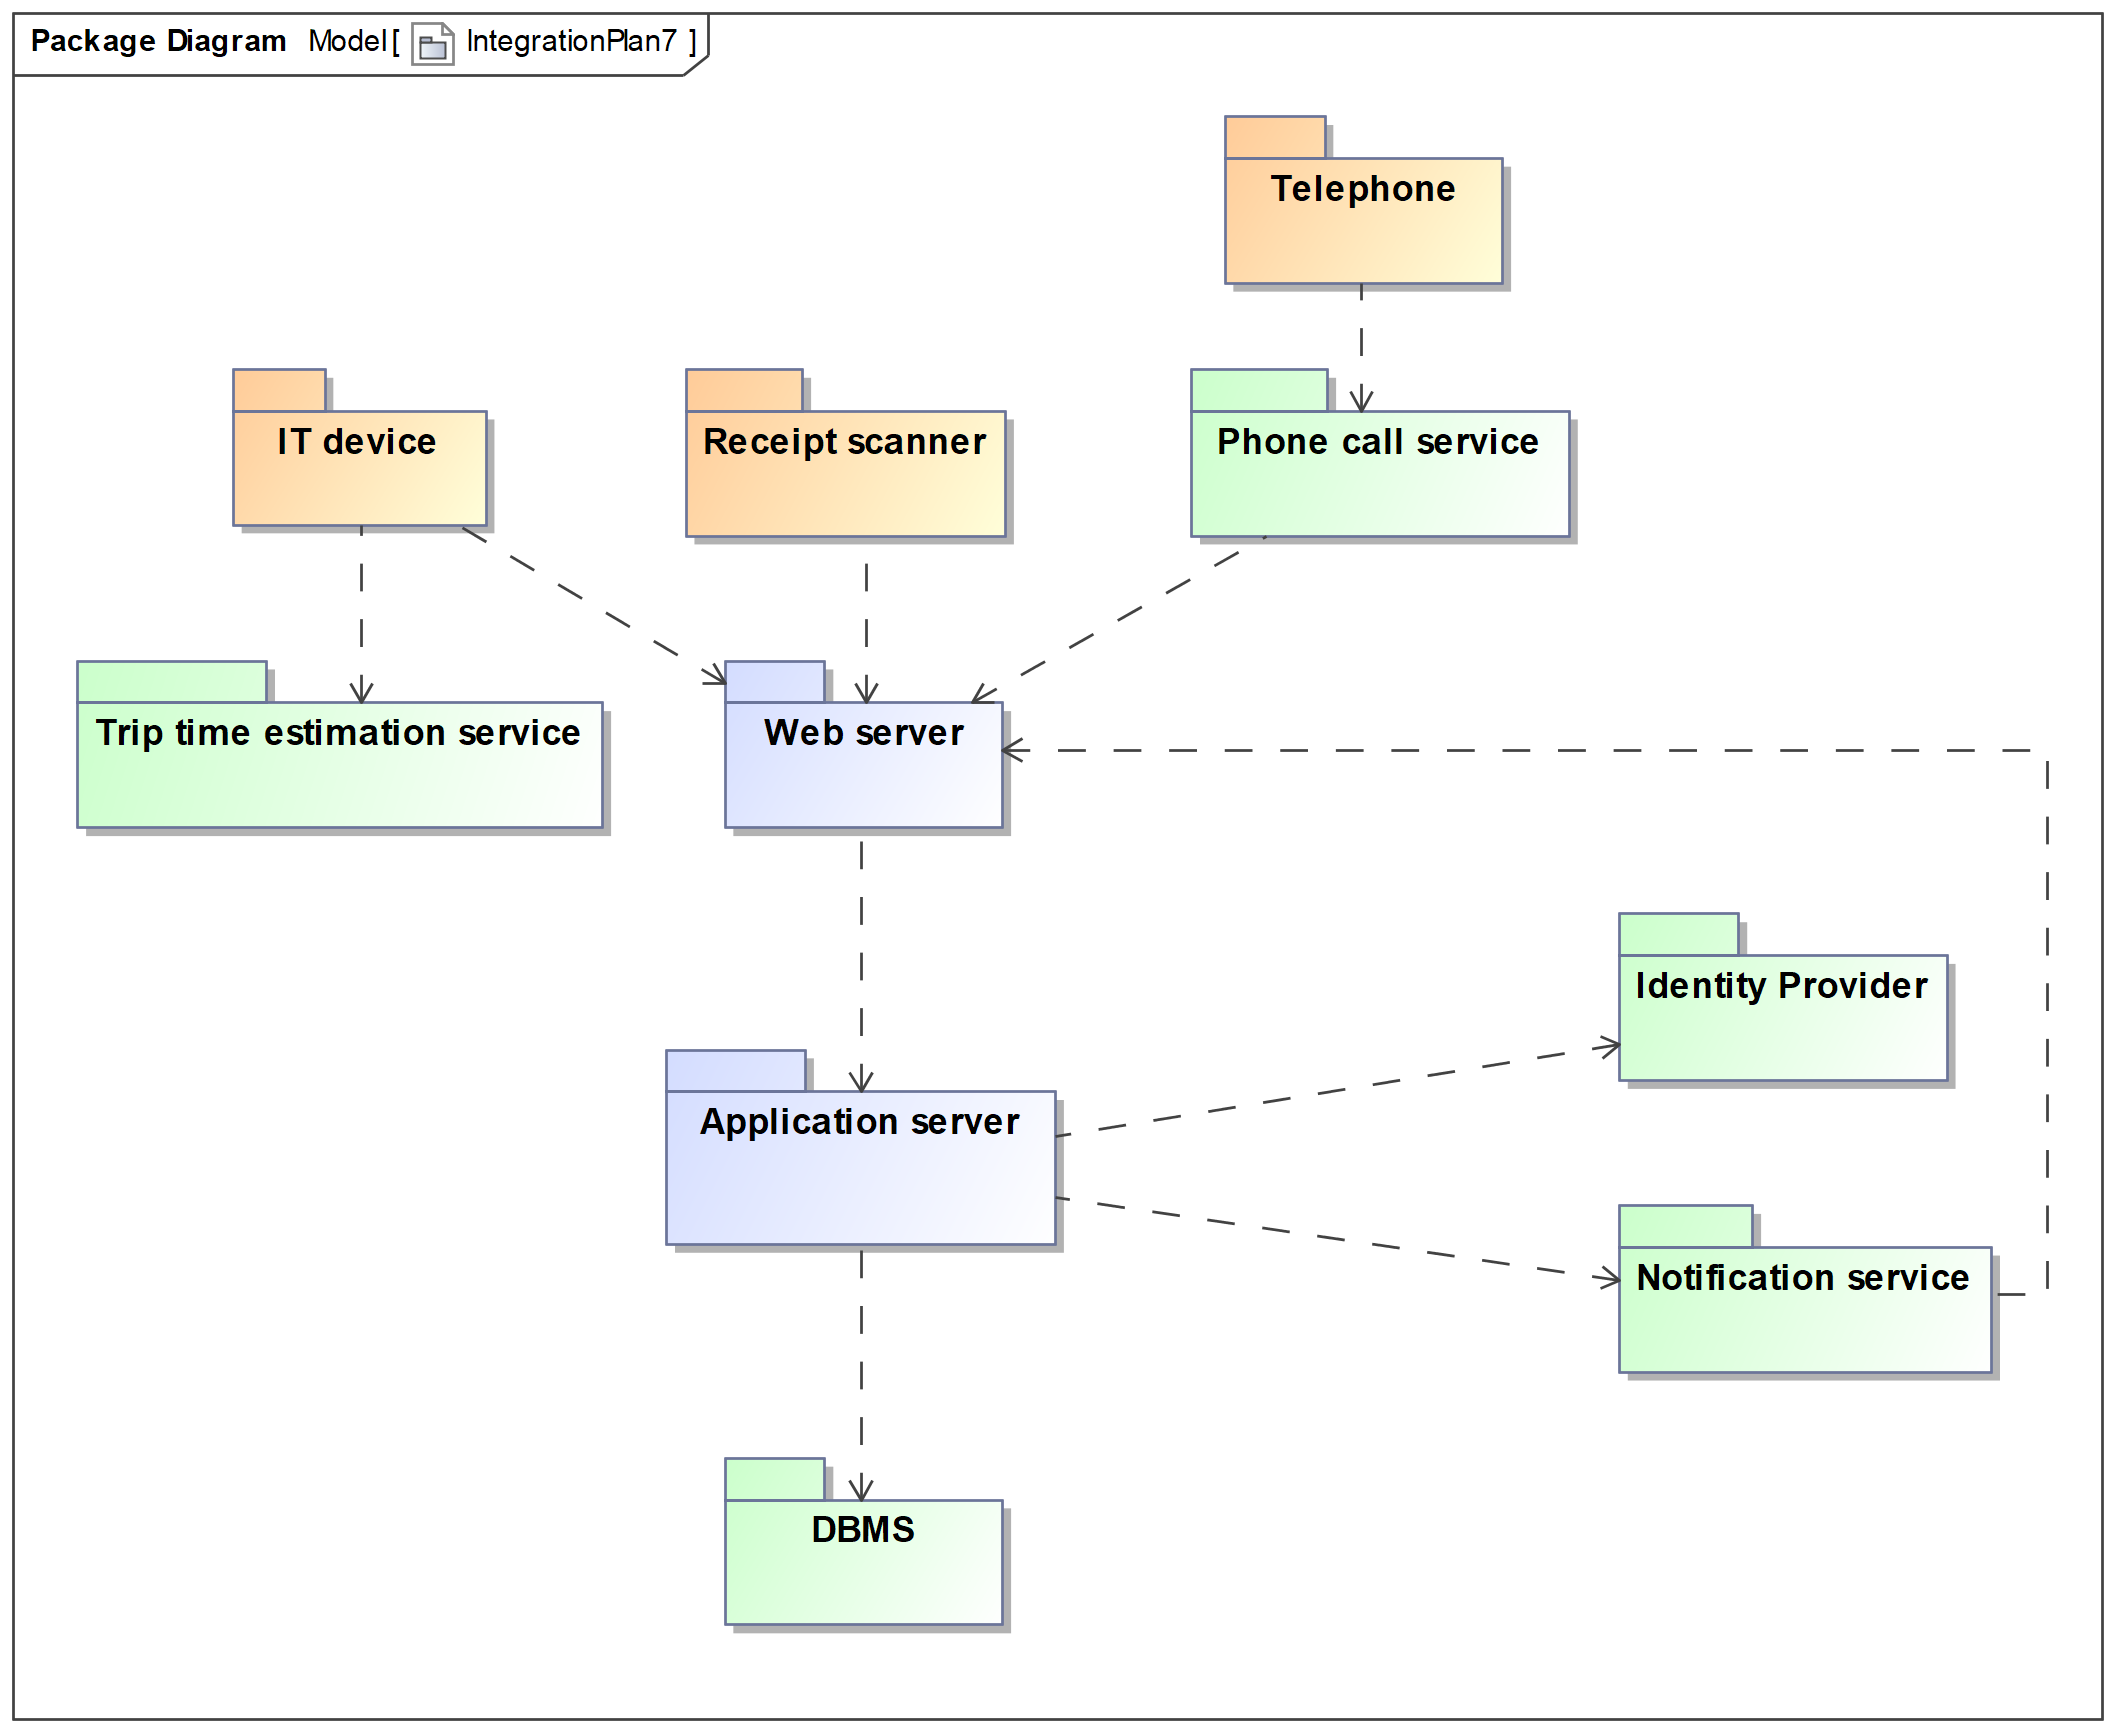 Package Diagram Model[ IntegrationPlan7 ]
Telephone
IT device
Receipt scanner
Phone call service
Trip time estimation service
Web server
Identity Provider
Application server
Notification service
DBMS